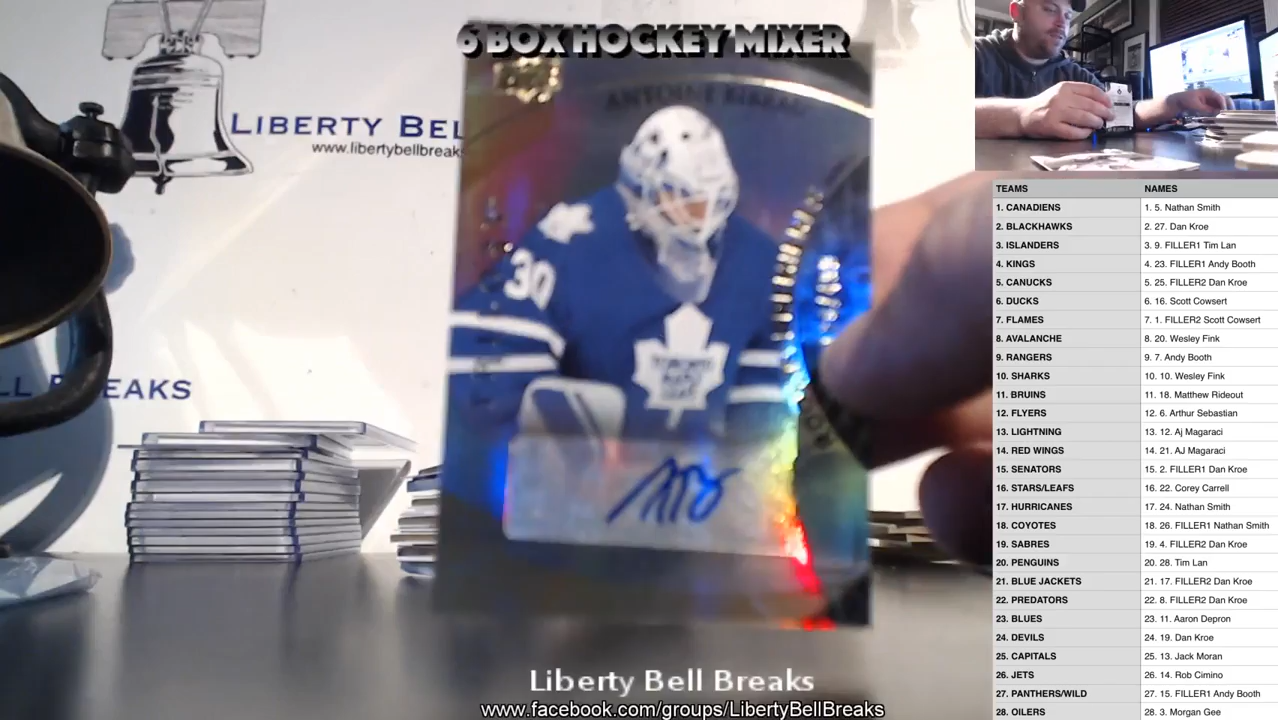 6 BOX HOCKEY MIXER
LIBERTY BEL
www.libertybellbreaks
LL BREAKS
30
TORONTO
MAPLE
LEAFS
TEAMS NAMES
1. CANADIENS 1. 5. Nathan Smith
2. BLACKHAWKS 2. 27. Dan Kroe
3. ISLANDERS 3. 9. FILLER1 Tim Lan
4. KINGS 4. 23. FILLER1 Andy Booth
5. CANUCKS 5. 25. FILLER2 Dan Kroe
6. DUCKS 6. 16. Scott Cowsert
7. FLAMES 7. 1. FILLER2 Scott Cowsert
8. AVALANCHE 8. 20. Wesley Fink
9. RANGERS 9. 7. Andy Booth
10. SHARKS 10. 10. Wesley Fink
11. BRUINS 11. 18. Matthew Rideout
12. FLYERS 12. 6. Arthur Sebastian
13. LIGHTNING 13. 12. Aj Magaraci
14. RED WINGS 14. 21. AJ Magaraci
15. SENATORS 15. 2. FILLER1 Dan Kroe
16. STARS/LEAFS 16. 22. Corey Carrell
17. HURRICANES 17. 24. Nathan Smith
18. COYOTES 18. 26. FILLER1 Nathan Smith
19. SABRES 19. 4. FILLER2 Dan Kroe
20. PENGUINS 20. 28. Tim Lan
21. BLUE JACKETS 21. 17. FILLER2 Dan Kroe
22. PREDATORS 22. 8. FILLER2 Dan Kroe
23. BLUES 23. 11. Aaron Depron
24. DEVILS 24. 19. Dan Kroe
25. CAPITALS 25. 13. Jack Moran
26. JETS 26. 14. Rob Cimino
27. PANTHERS/WILD 27. 15. FILLER1 Andy Booth
28. OILERS 28. 3. Morgan Gee
Liberty Bell Breaks
www.facebook.com/groups/LibertyBellBreaks